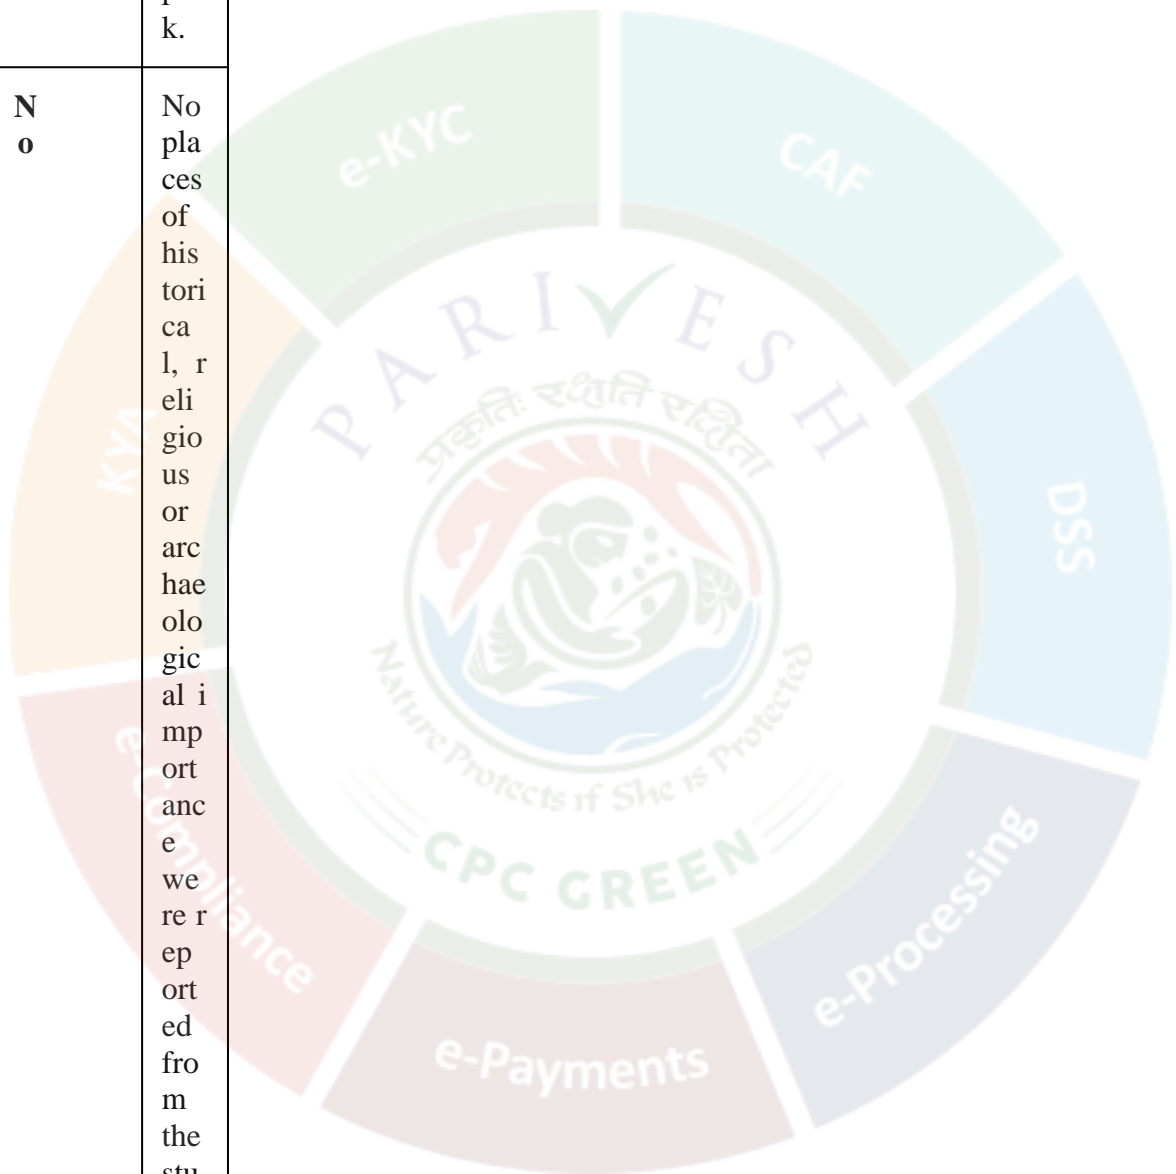 k.
N
o
No
pla
ces
of
his
tori
ca
l, r
eli
gio
us
or
arc
hae
olo
gic
al i
mp
ort
anc
e
we
re r
ep
ort
ed
fro
m
the
stu
e-KYC
CAF
KYA
DSS
PARIVESH
प्रकृतिः रक्षति रक्षिता
Nature Protects if She is Protected
CPC GREEN
e-Compliance
e-Processing
e-Payments